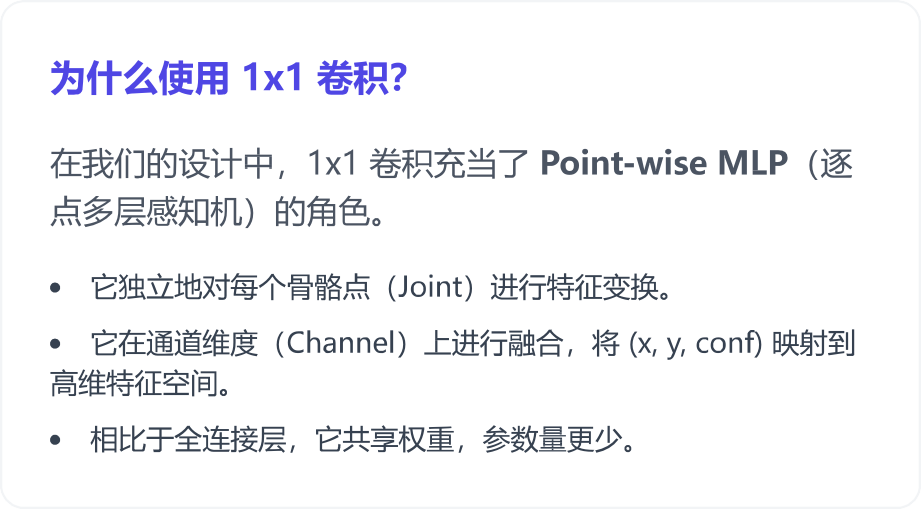 为什么使用 1x1 卷积?
在我们的设计中，1x1 卷积充当了 Point-wise MLP（逐
点多层感知机）的角色。
• 它独立地对每个骨骼点（Joint）进行特征变换。
• 它在通道维度（Channel）上进行融合，将 (x, y, conf) 映射到
高维特征空间。
• 相比于全连接层，它共享权重，参数量更少。